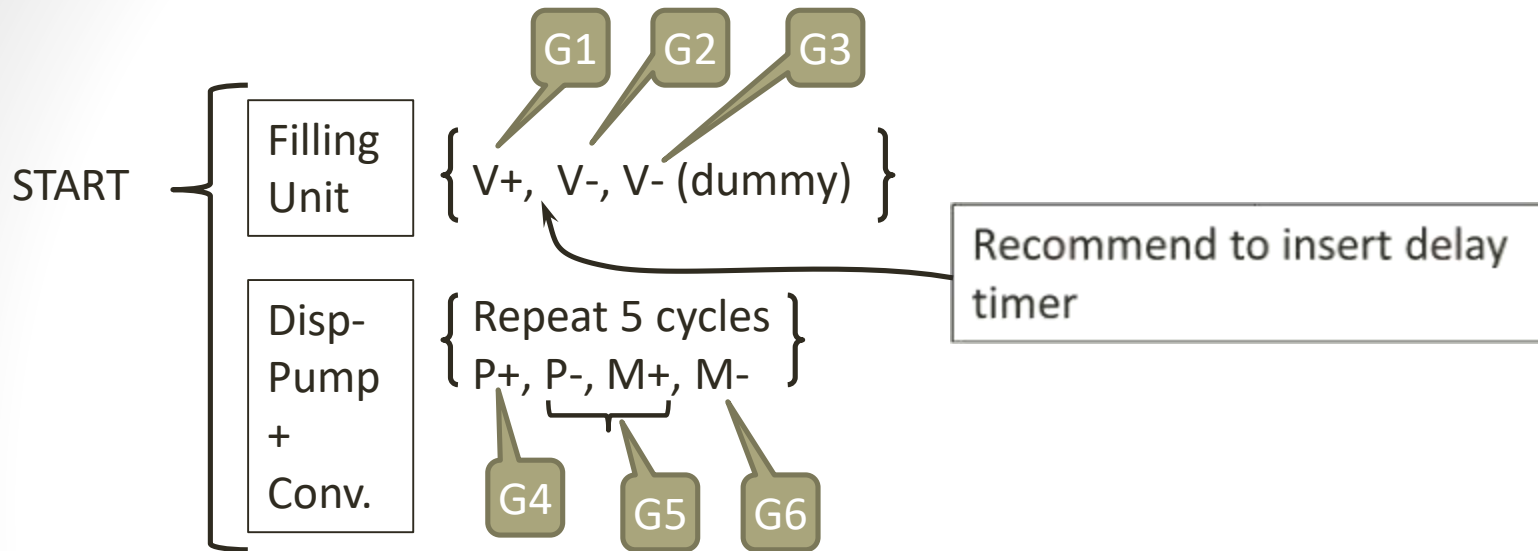 G1 G2 G3
START
Filling
Unit
V+, V-, V- (dummy)
Recommend to insert delay
timer
Disp-
Pump
+
Conv.
Repeat 5 cycles
P+, P-, M+, M-
G4 G5 G6